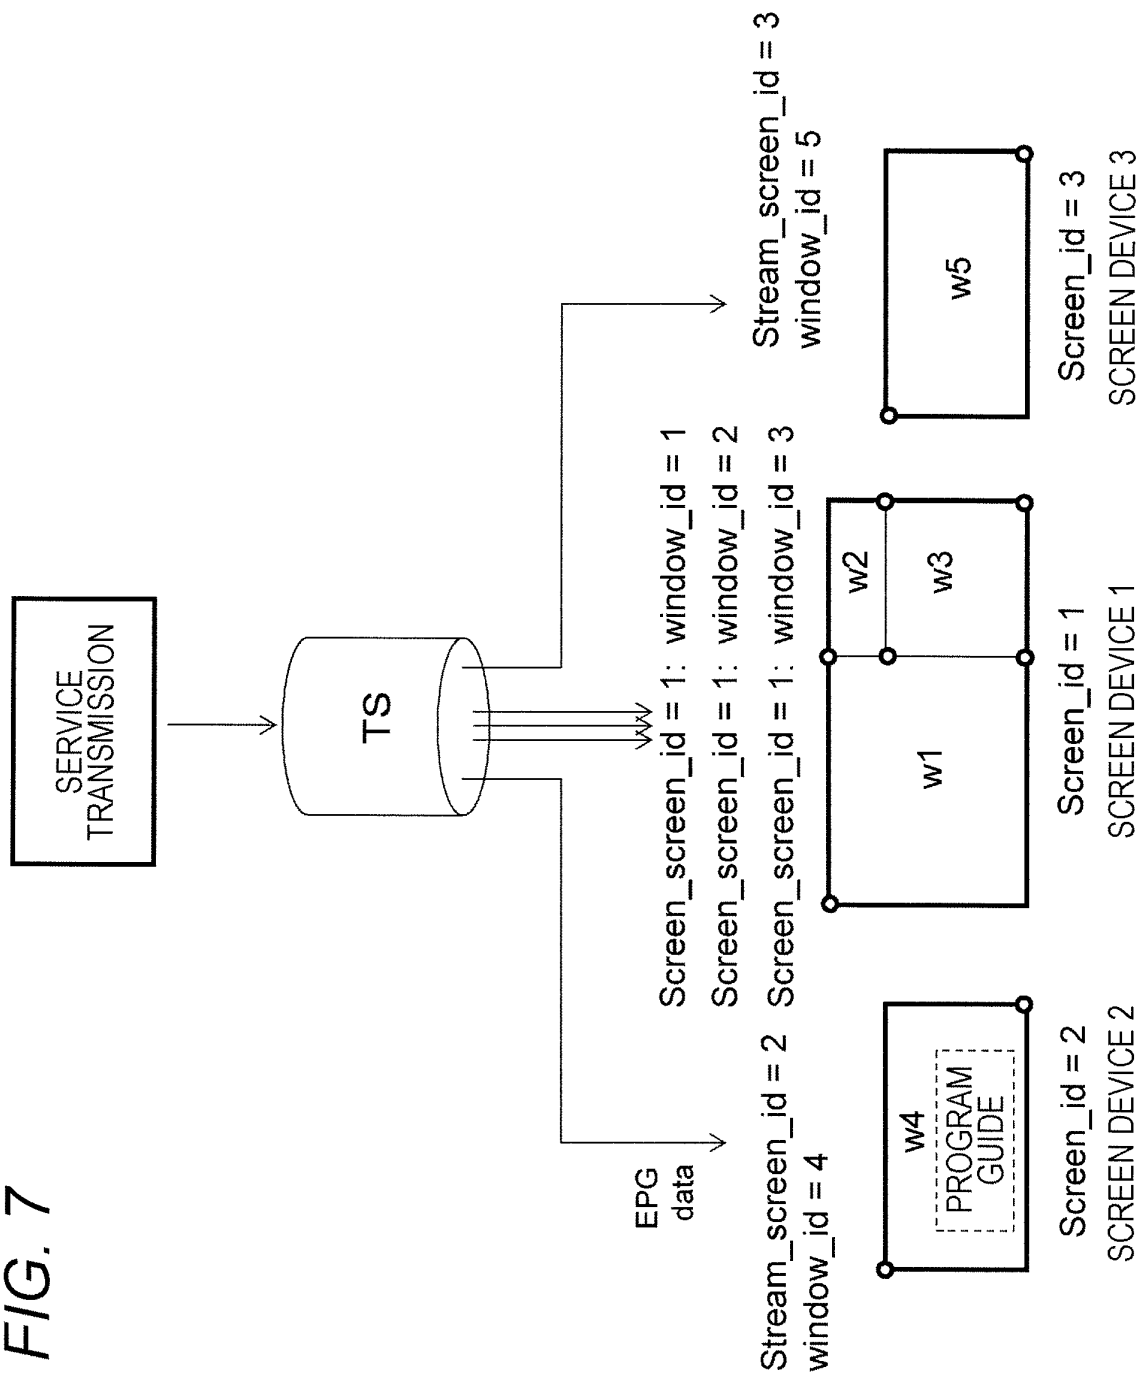 FIG. 7
SERVICE
TRANSMISSION
TS
EPG
data
Stream_screen_id = 2
window_id = 4
Screen_screen_id = 1: window_id = 1
Screen_screen_id = 1: window_id = 2
Screen_screen_id = 1: window_id = 3
Stream_screen_id = 3
window_id = 5
w4
PROGRAM
GUIDE
Screen_id = 2
SCREEN DEVICE 2
w1
w2
w3
Screen_id = 1
SCREEN DEVICE 1
w5
Screen_id = 3
SCREEN DEVICE 3